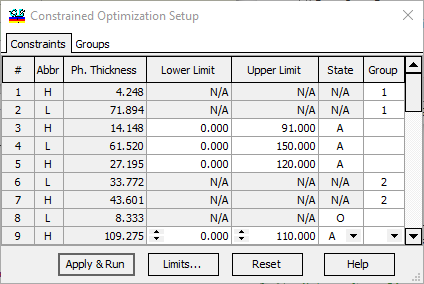 Constrained Optimization Setup
Constraints Groups
# Abbr Ph. Thickness Lower Limit Upper Limit State Group
1 H 4.248 N/A N/A N/A 1
2 L 71.894 N/A N/A N/A 1
3 H 14.148 0.000 91.000 A
4 L 61.520 0.000 150.000 A
5 H 27.195 0.000 120.000 A
6 L 33.772 N/A N/A N/A 2
7 H 43.601 N/A N/A N/A 2
8 L 8.333 N/A N/A O
9 H 109.275 0.000 110.000 A
Apply & Run Limits... Reset Help